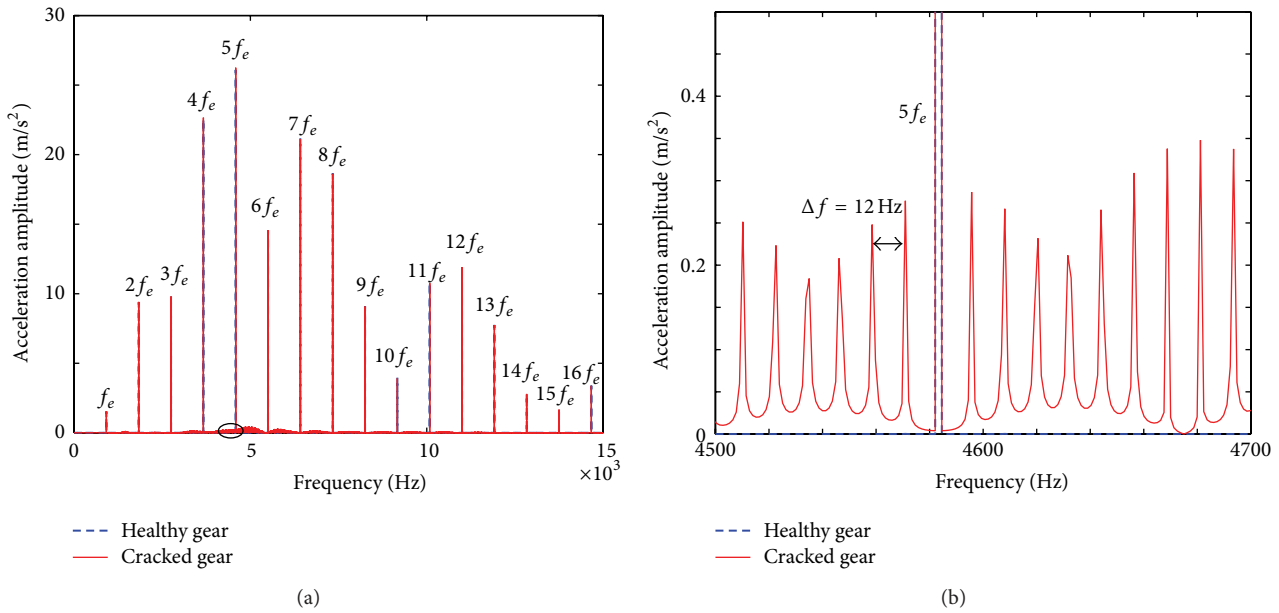 30
20
10
0
Acceleration amplitude (m/s²)
f_e
2f_e
3f_e
4f_e
5f_e
6f_e
7f_e
8f_e
9f_e
10f_e
11f_e
12f_e
13f_e
14f_e
15f_e
16f_e
0
5
10
15
×10³
Frequency (Hz)
Healthy gear
Cracked gear
(a)
0.4
0.2
0
Acceleration amplitude (m/s²)
5f_e
Δf = 12 Hz
4500
4600
4700
Frequency (Hz)
Healthy gear
Cracked gear
(b)